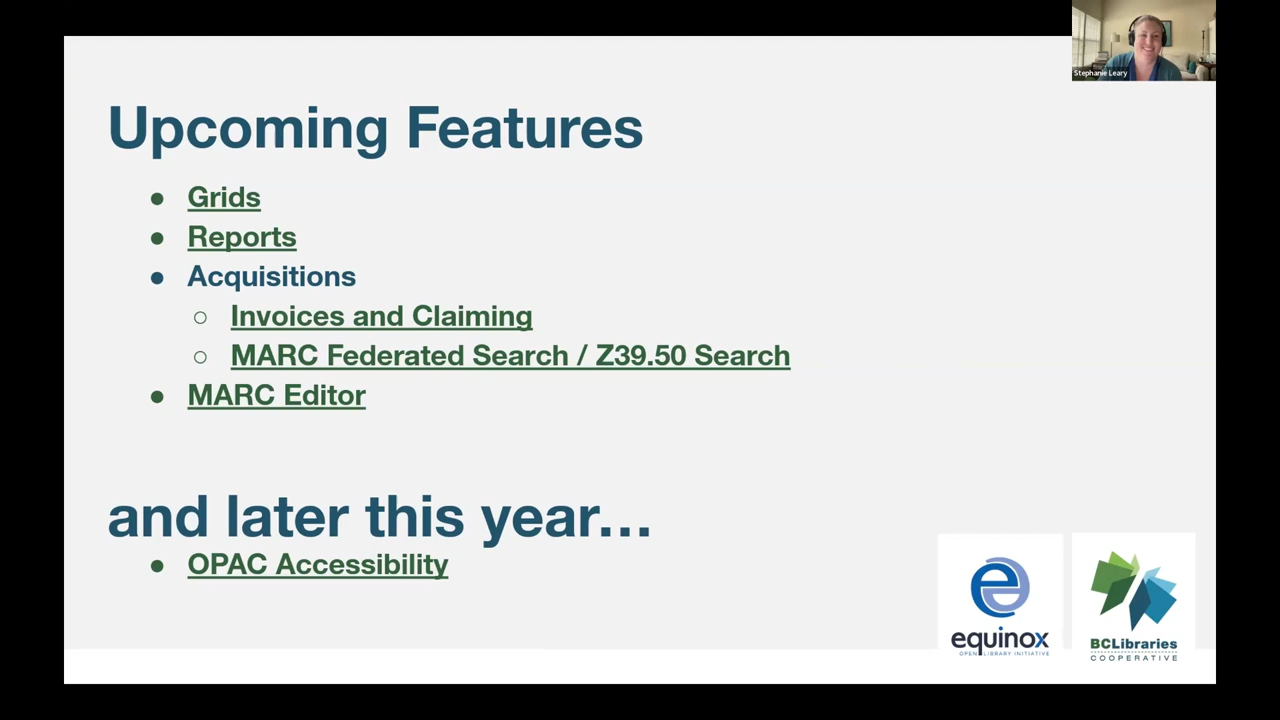 Stephanie Leary
Upcoming Features
● Grids
● Reports
● Acquisitions
○ Invoices and Claiming
○ MARC Federated Search / Z39.50 Search
● MARC Editor
and later this year…
● OPAC Accessibility
equinox
OPEN LIBRARY INITIATIVE
BCLibraries
COOPERATIVE